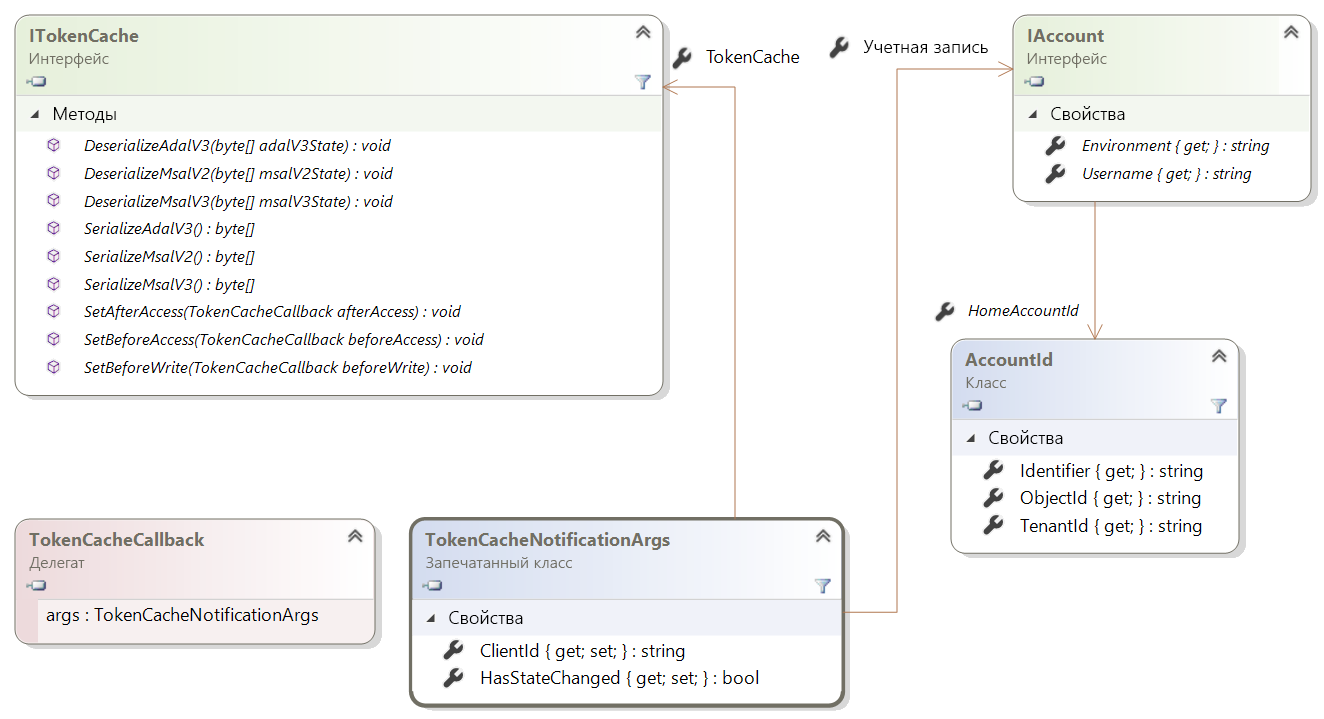 ITokenCache
Интерфейс
Методы
DeserializeAdalV3(byte[] adalV3State) : void
DeserializeMsalV2(byte[] msalV2State) : void
DeserializeMsalV3(byte[] msalV3State) : void
SerializeAdalV3() : byte[]
SerializeMsalV2() : byte[]
SerializeMsalV3() : byte[]
SetAfterAccess(TokenCacheCallback afterAccess) : void
SetBeforeAccess(TokenCacheCallback beforeAccess) : void
SetBeforeWrite(TokenCacheCallback beforeWrite) : void
TokenCache
Учетная запись
IAccount
Интерфейс
Свойства
Environment { get; } : string
Username { get; } : string
HomeAccountId
AccountId
Класс
Свойства
Identifier { get; } : string
ObjectId { get; } : string
TenantId { get; } : string
TokenCacheCallback
Делегат
args : TokenCacheNotificationArgs
TokenCacheNotificationArgs
Запечатанный класс
Свойства
ClientId { get; set; } : string
HasStateChanged { get; set; } : bool